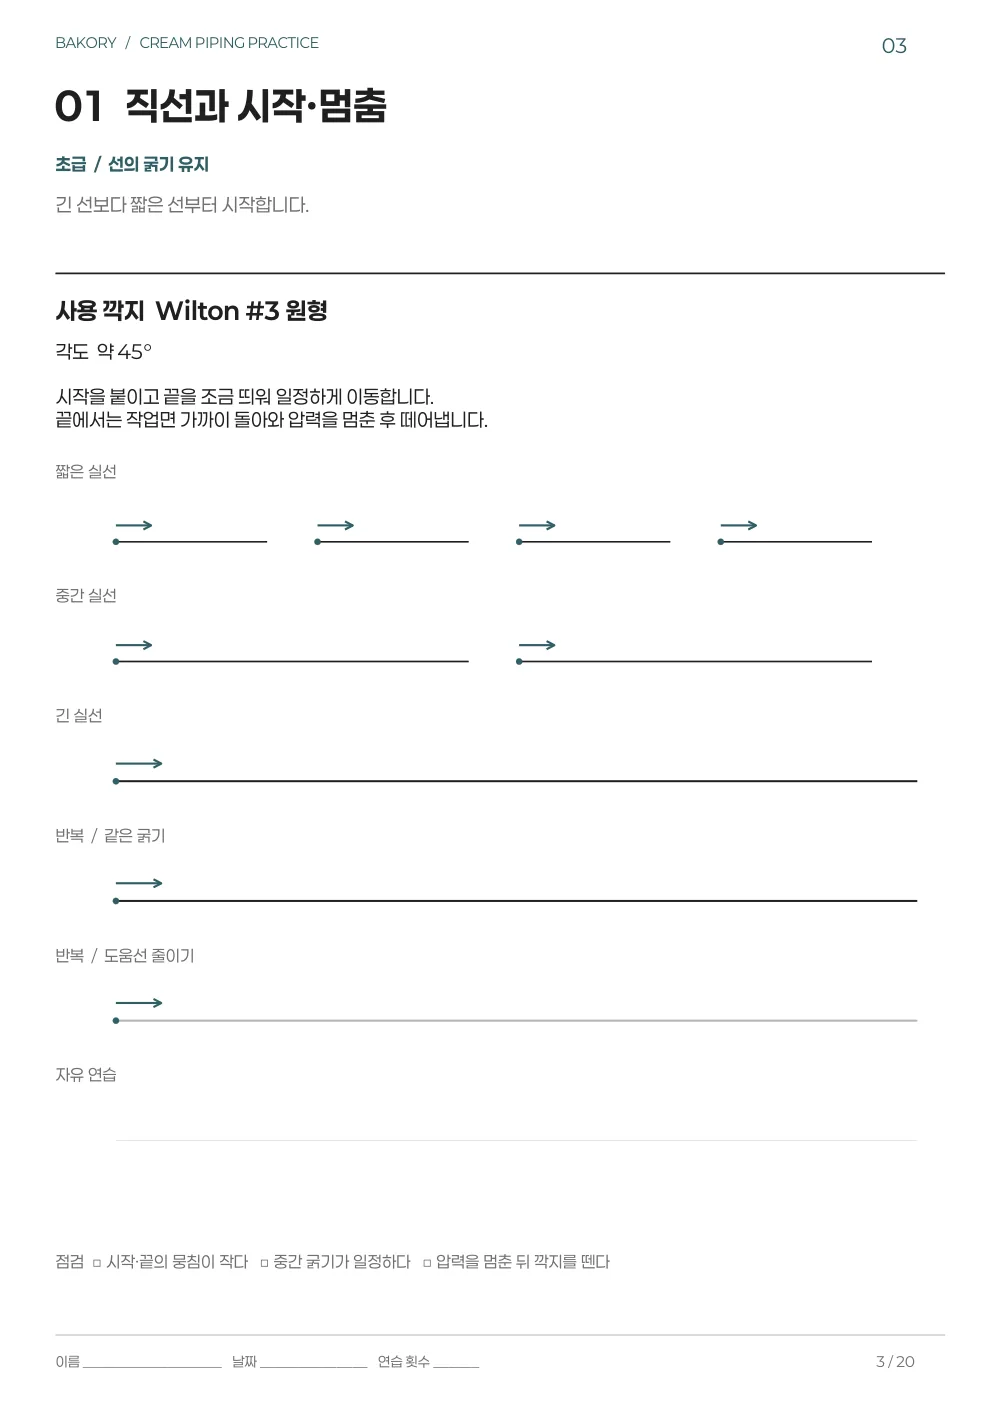 BAKORY / CREAM PIPING PRACTICE
03
01 직선과 시작·멈춤
초급 / 선의 굵기 유지
긴 선보다 짧은 선부터 시작합니다.
사용 깍지 Wilton #3 원형
각도 약 45°
시작을 붙이고 끝을 조금 띄워 일정하게 이동합니다.
끝에서는 작업면 가까이 돌아와 압력을 멈춘 후 떼어냅니다.
짧은 실선
중간 실선
긴 실선
반복 / 같은 굵기
반복 / 도움선 줄이기
자유 연습
점검 □ 시작·끝의 뭉침이 작다 □ 중간 굵기가 일정하다 □ 압력을 멈춘 뒤 깍지를 뗀다
이름 __________________ 날짜 ______________ 연습 횟수 ______
3 / 20